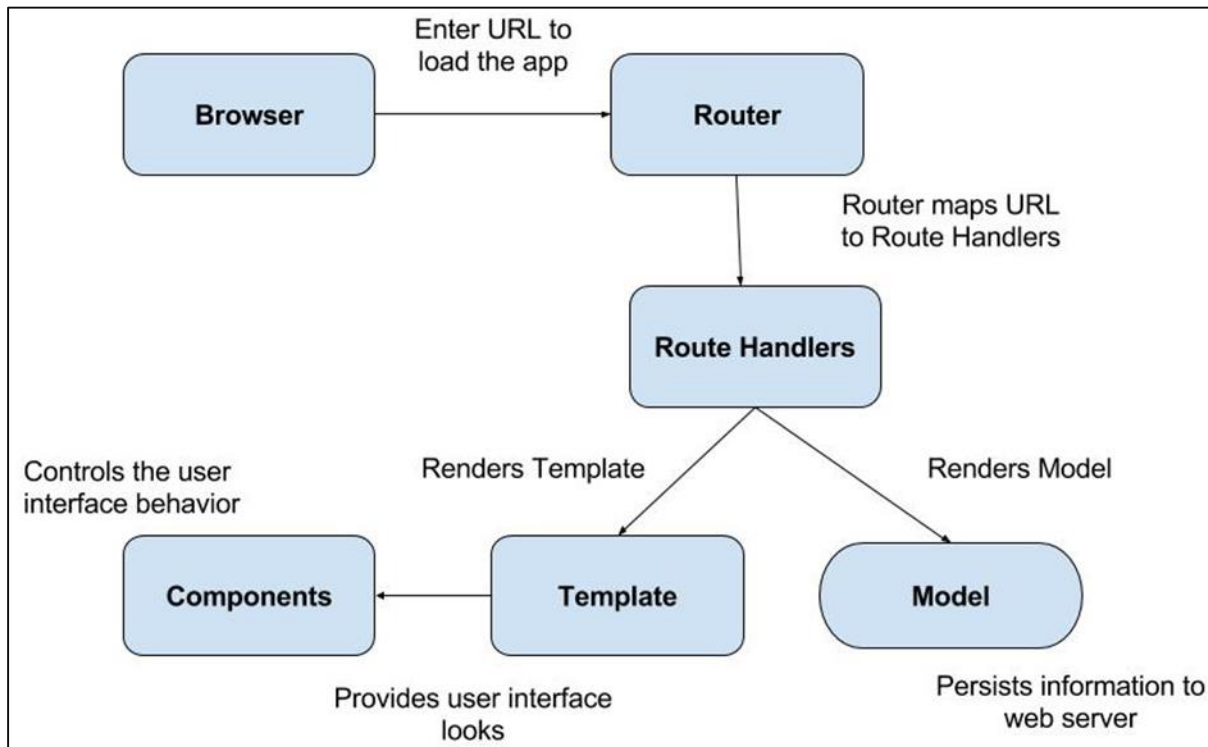 Enter URL to
load the app
Browser
Router
Router maps URL
to Route Handlers
Route Handlers
Renders Template
Renders Model
Controls the user
interface behavior
Components
Template
Model
Provides user interface
looks
Persists information to
web server